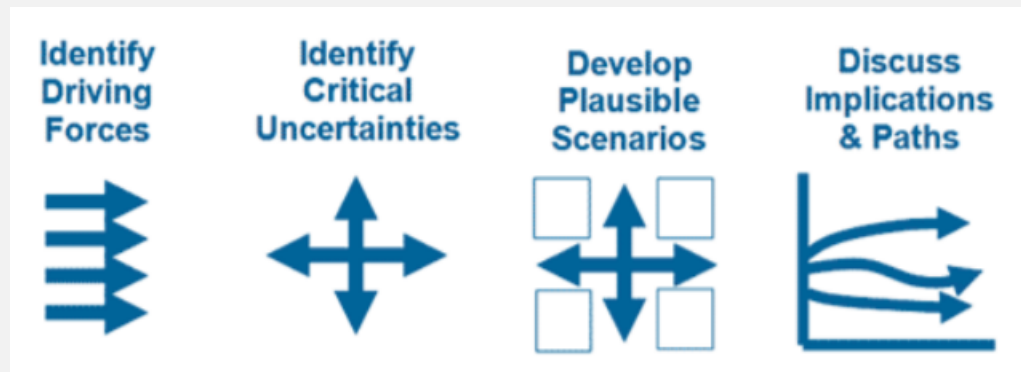 Identify
Driving
Forces
Identify
Critical
Uncertainties
Develop
Plausible
Scenarios
Discuss
Implications
& Paths